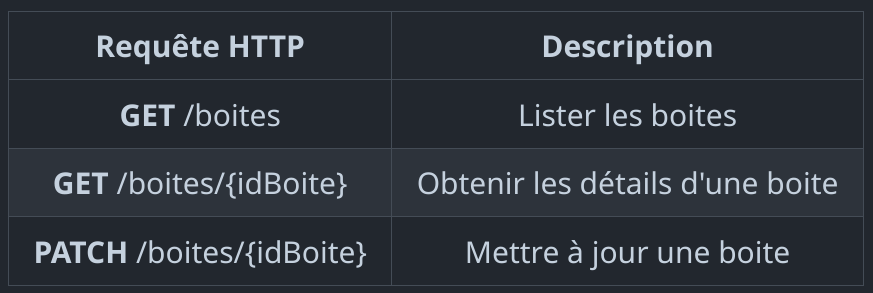 Requête HTTP Description
GET /boites Lister les boites
GET /boites/{idBoite} Obtenir les détails d'une boite
PATCH /boites/{idBoite} Mettre à jour une boite